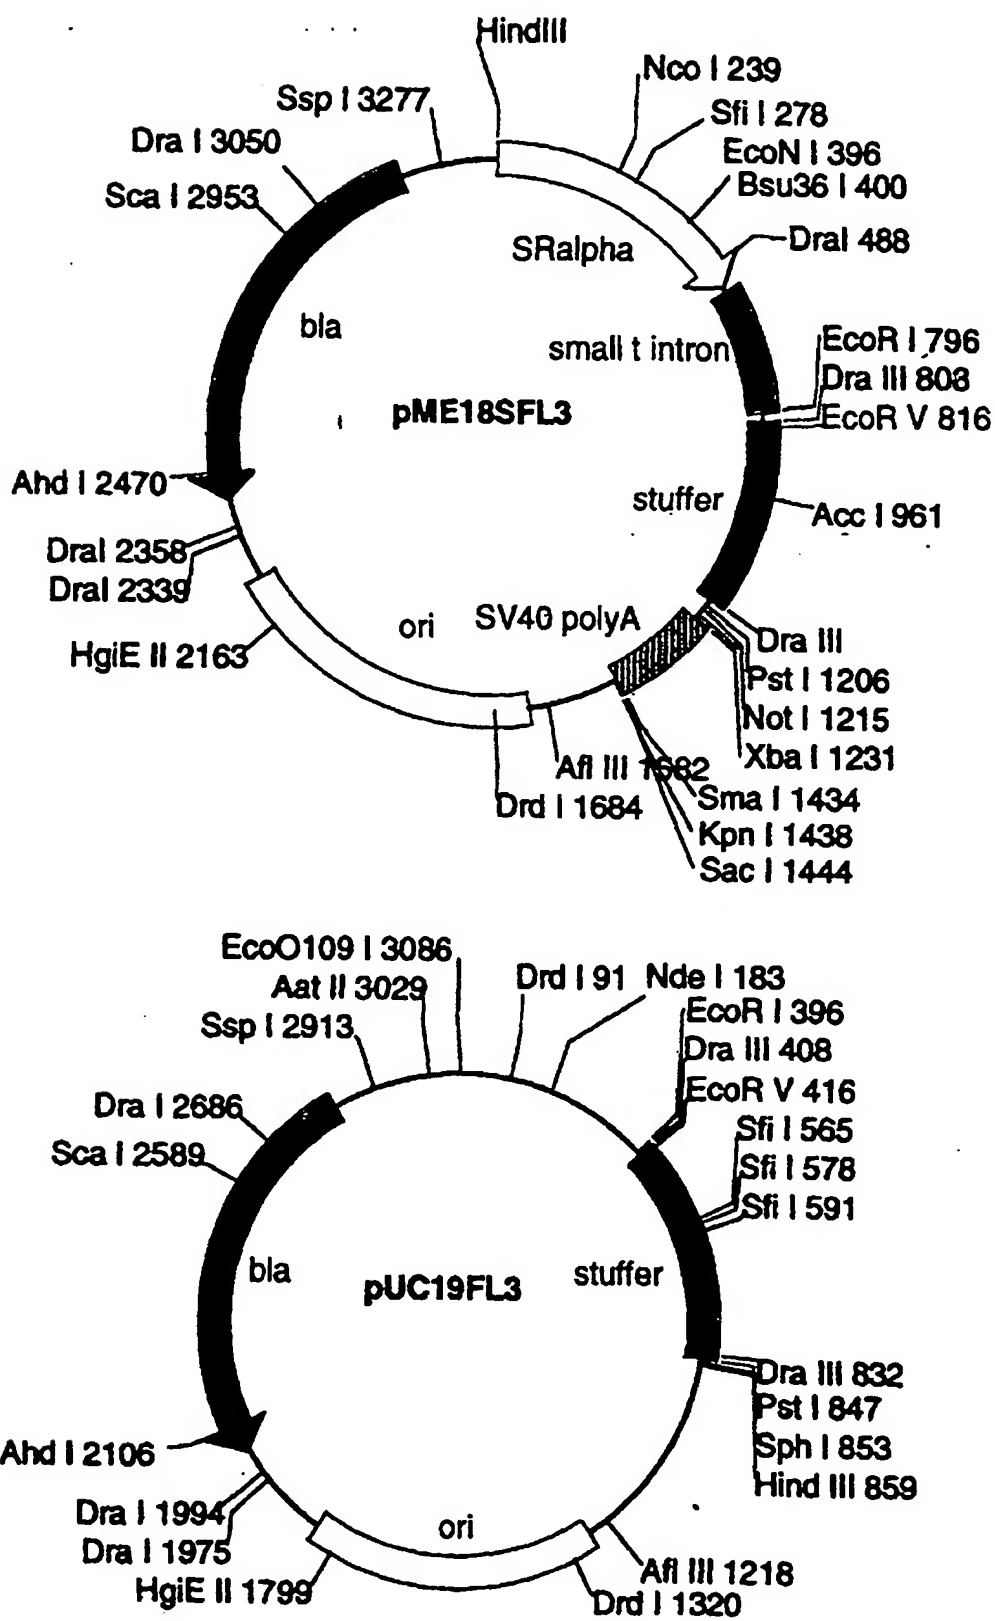 HindIII
Nco I 239
Ssp I 3277
Sfi I 278
Dra I 3050
EcoN I 396
Sca I 2953
Bsu36 I 400
DraI 488
SRalpha
bla
small t intron
EcoR I 796
Dra III 808
pME18SFL3
EcoR V 816
Ahd I 2470
stuffer
Acc I 961
DraI 2358
DraI 2339
ori
SV40 polyA
HgiE II 2163
Dra III
Pst I 1206
Not I 1215
Xba I 1231
Afl III 1582
Drd I 1684
Sma I 1434
Kpn I 1438
Sac I 1444
EcoO109 I 3086
Drd I 91
Nde I 183
Aat II 3029
EcoR I 396
Ssp I 2913
Dra III 408
EcoR V 416
Dra I 2686
Sfi I 565
Sca I 2589
Sfi I 578
Sfi I 591
bla
pUC19FL3
stuffer
Dra III 832
Pst I 847
Sph I 853
Hind III 859
Ahd I 2106
Dra I 1994
Dra I 1975
ori
HgiE II 1799
Afl III 1218
Drd I 1320